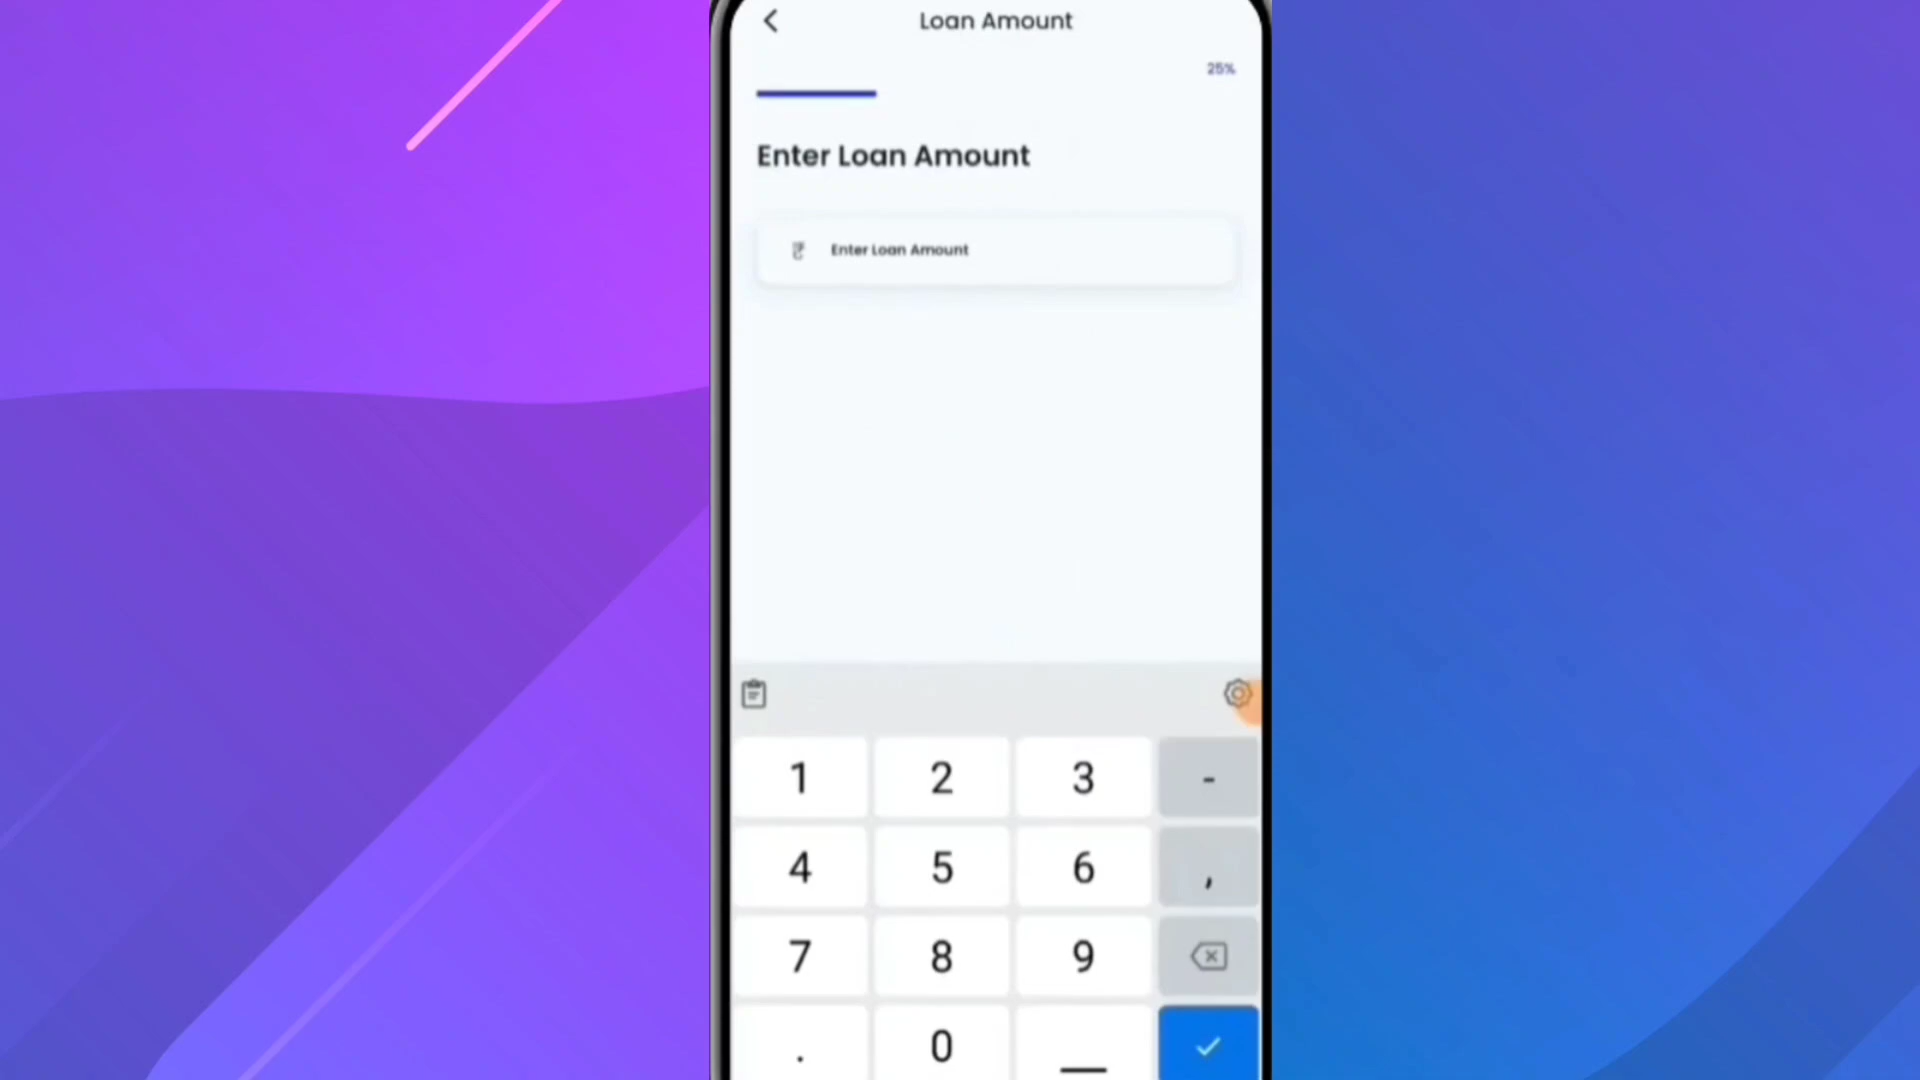 Loan Amount
25%
Enter Loan Amount
₹ Enter Loan Amount
1 2 3 -
4 5 6 ,
7 8 9
. 0 _